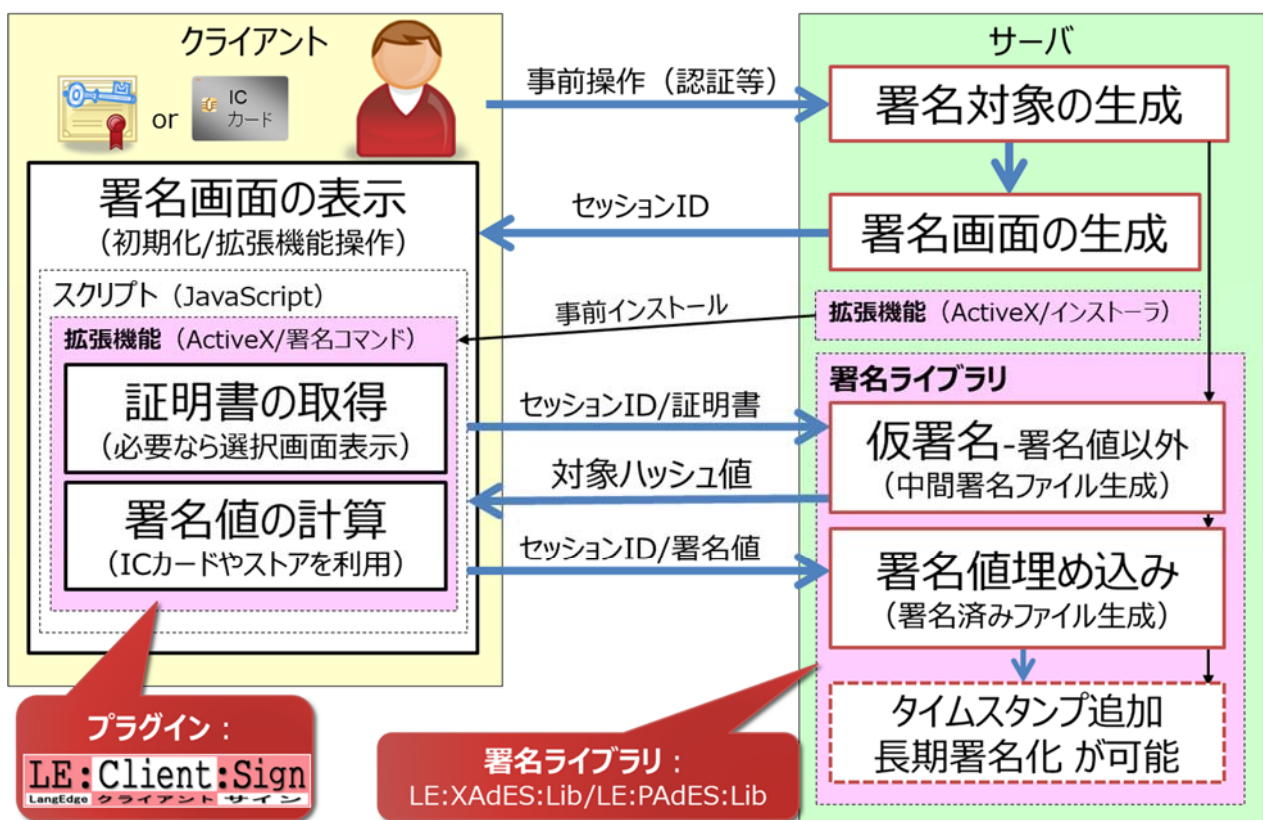 クライアント
or
IC
カード
署名画面の表示
(初期化/拡張機能操作)
スクリプト (JavaScript)
拡張機能 (ActiveX/署名コマンド)
証明書の取得
(必要なら選択画面表示)
署名値の計算
(ICカードやストアを利用)
プラグイン:
LE:Client:Sign
LangEdge クライアント サイン
事前操作 (認証等)
セッションID
事前インストール
セッションID/証明書
対象ハッシュ値
セッションID/署名値
サーバ
署名対象の生成
署名画面の生成
拡張機能 (ActiveX/インストーラ)
署名ライブラリ
仮署名-署名値以外
(中間署名ファイル生成)
署名値埋め込み
(署名済みファイル生成)
タイムスタンプ追加
長期署名化 が可能
署名ライブラリ:
LE:XAdES:Lib/LE:PAdES:Lib